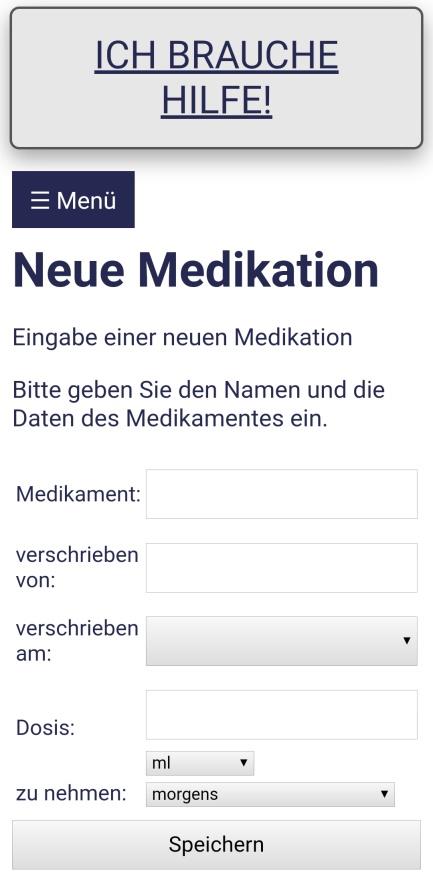 ICH BRAUCHE
HILFE!
☰ Menü
Neue Medikation
Eingabe einer neuen Medikation
Bitte geben Sie den Namen und die
Daten des Medikamentes ein.
Medikament:
verschrieben
von:
verschrieben
am:
Dosis:
ml
zu nehmen:
morgens
Speichern